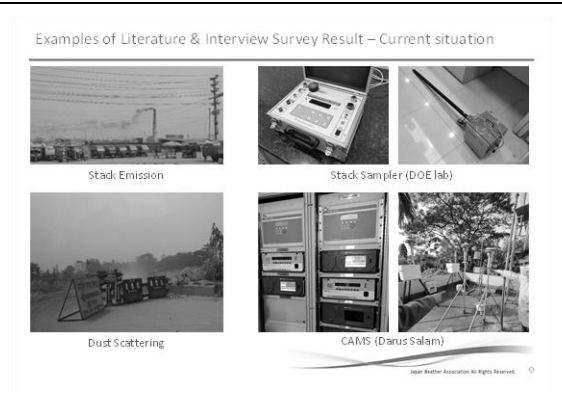 Examples of Literature & Interview Survey Result – Current situation
Stack Emission
Stack Sampler (DOE lab)
Dust Scattering
CAMS (Darus Salam)
Japan Weather Association All Rights Reserved.
0